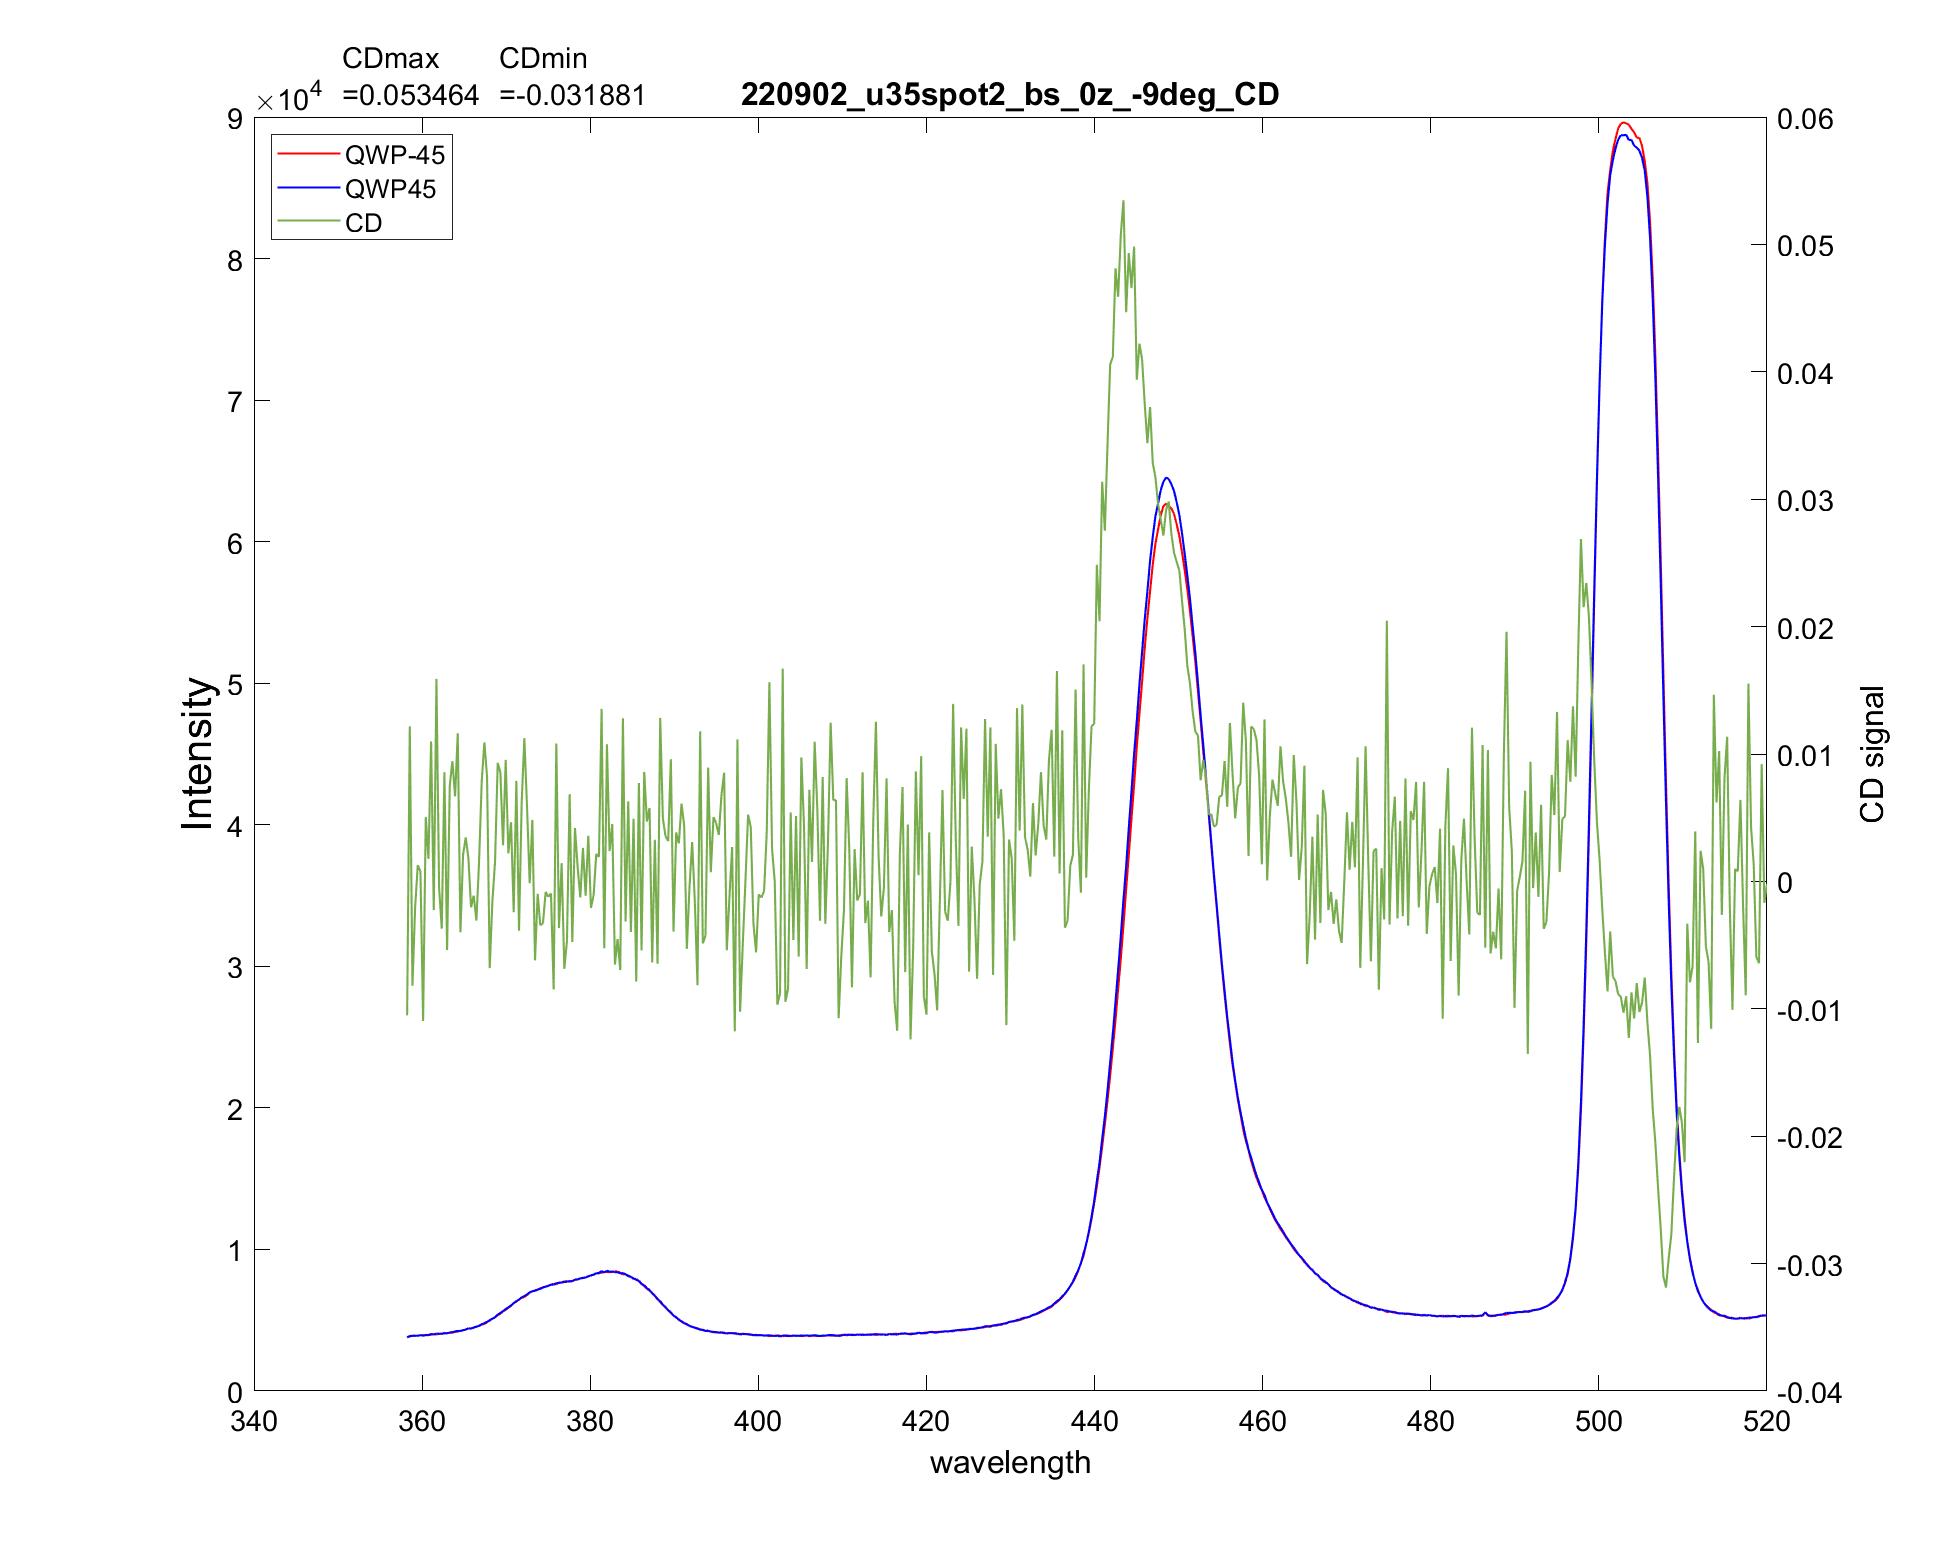 CDmax CDmin
=0.053464 =-0.031881
220902_u35spot2_bs_0z_-9deg_CD
×10⁴
QWP-45
QWP45
CD
9
8
7
6
5
4
3
2
1
0
Intensity
0.06
0.05
0.04
0.03
0.02
0.01
0
-0.01
-0.02
-0.03
-0.04
CD signal
340 360 380 400 420 440 460 480 500 520
wavelength